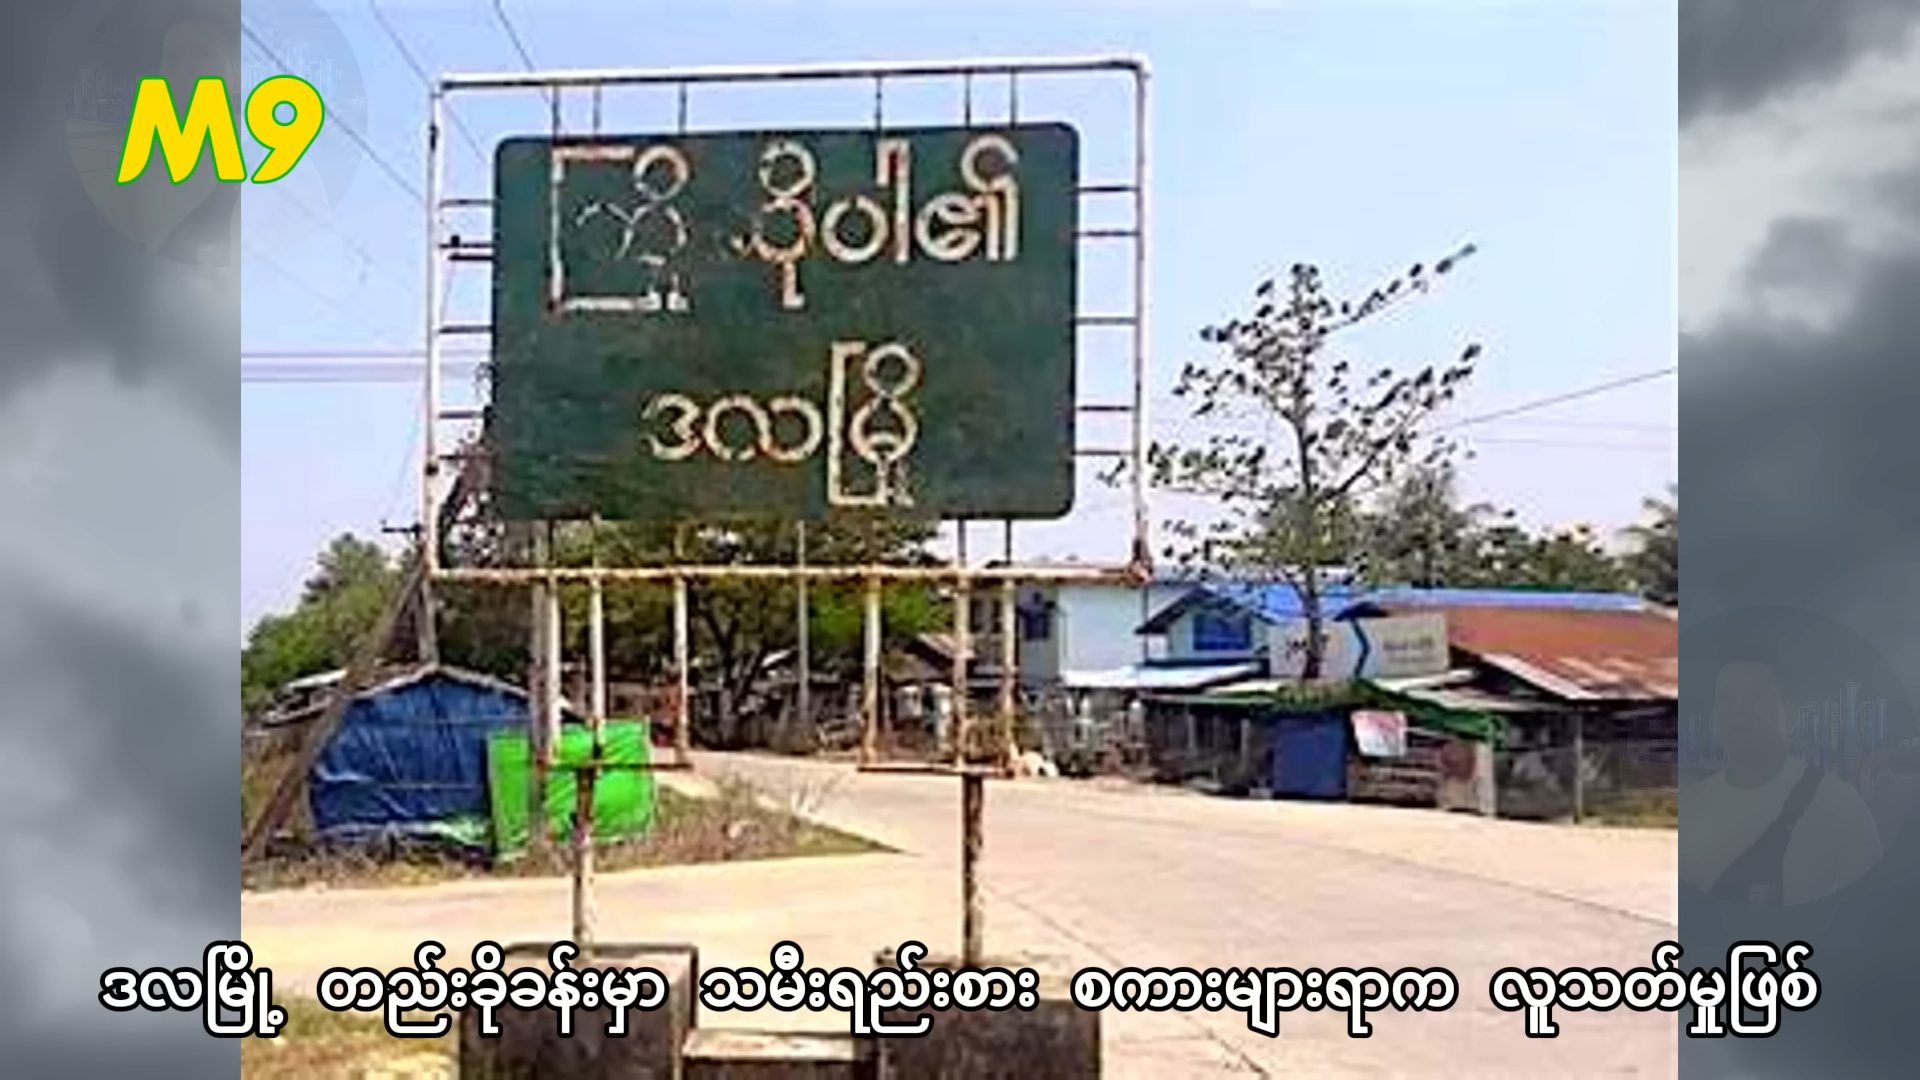 M9
ကြို ဆိုပါ၏
ဒလမြို့
ဒလမြို့ တည်းခိုခန်းမှာ သမီးရည်းစား စကားများရာက လူသတ်မှုဖြစ်